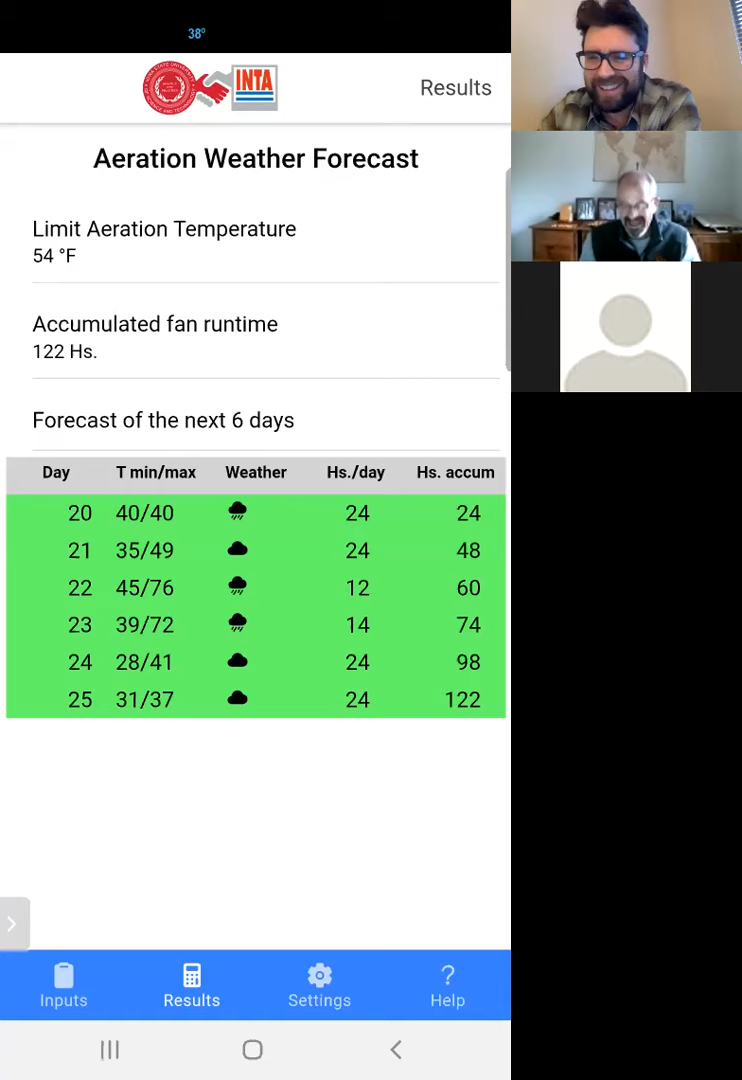 38°
INTA
Results
Aeration Weather Forecast
Limit Aeration Temperature
54 °F
Accumulated fan runtime
122 Hs.
Forecast of the next 6 days
Day T min/max Weather Hs./day Hs. accum
20 40/40 24 24
21 35/49 24 48
22 45/76 12 60
23 39/72 14 74
24 28/41 24 98
25 31/37 24 122
Inputs Results Settings Help